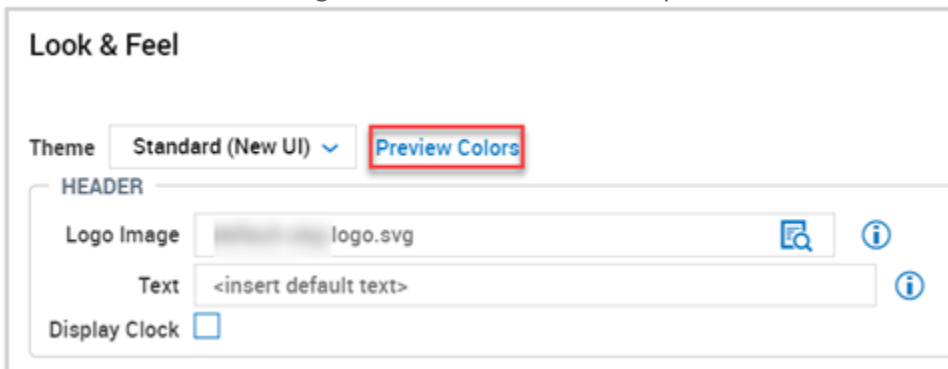 Look & Feel
Theme Standard (New UI) Preview Colors
HEADER
Logo Image logo.svg
Text <insert default text>
Display Clock